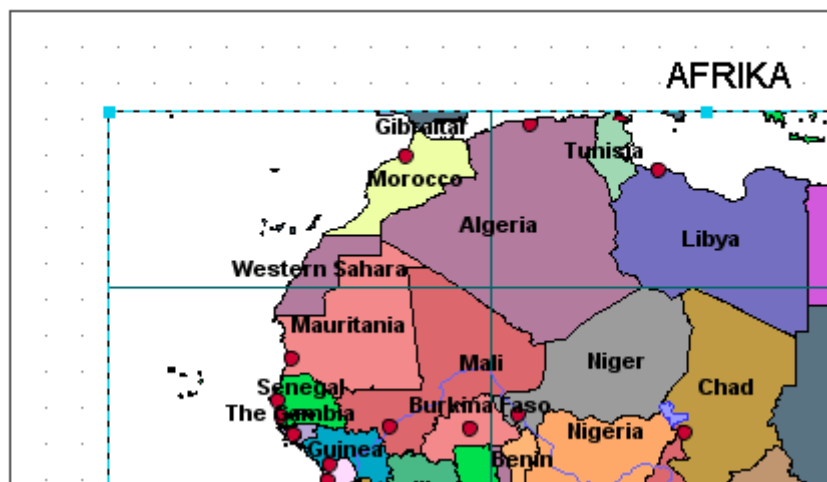 AFRIKA
Gibraltar
Tunisia
Morocco
Algeria
Libya
Western Sahara
Mauritania
Mali
Niger
Chad
Senegal
The Gambia
Burkina Faso
Nigeria
Guinea
Benin